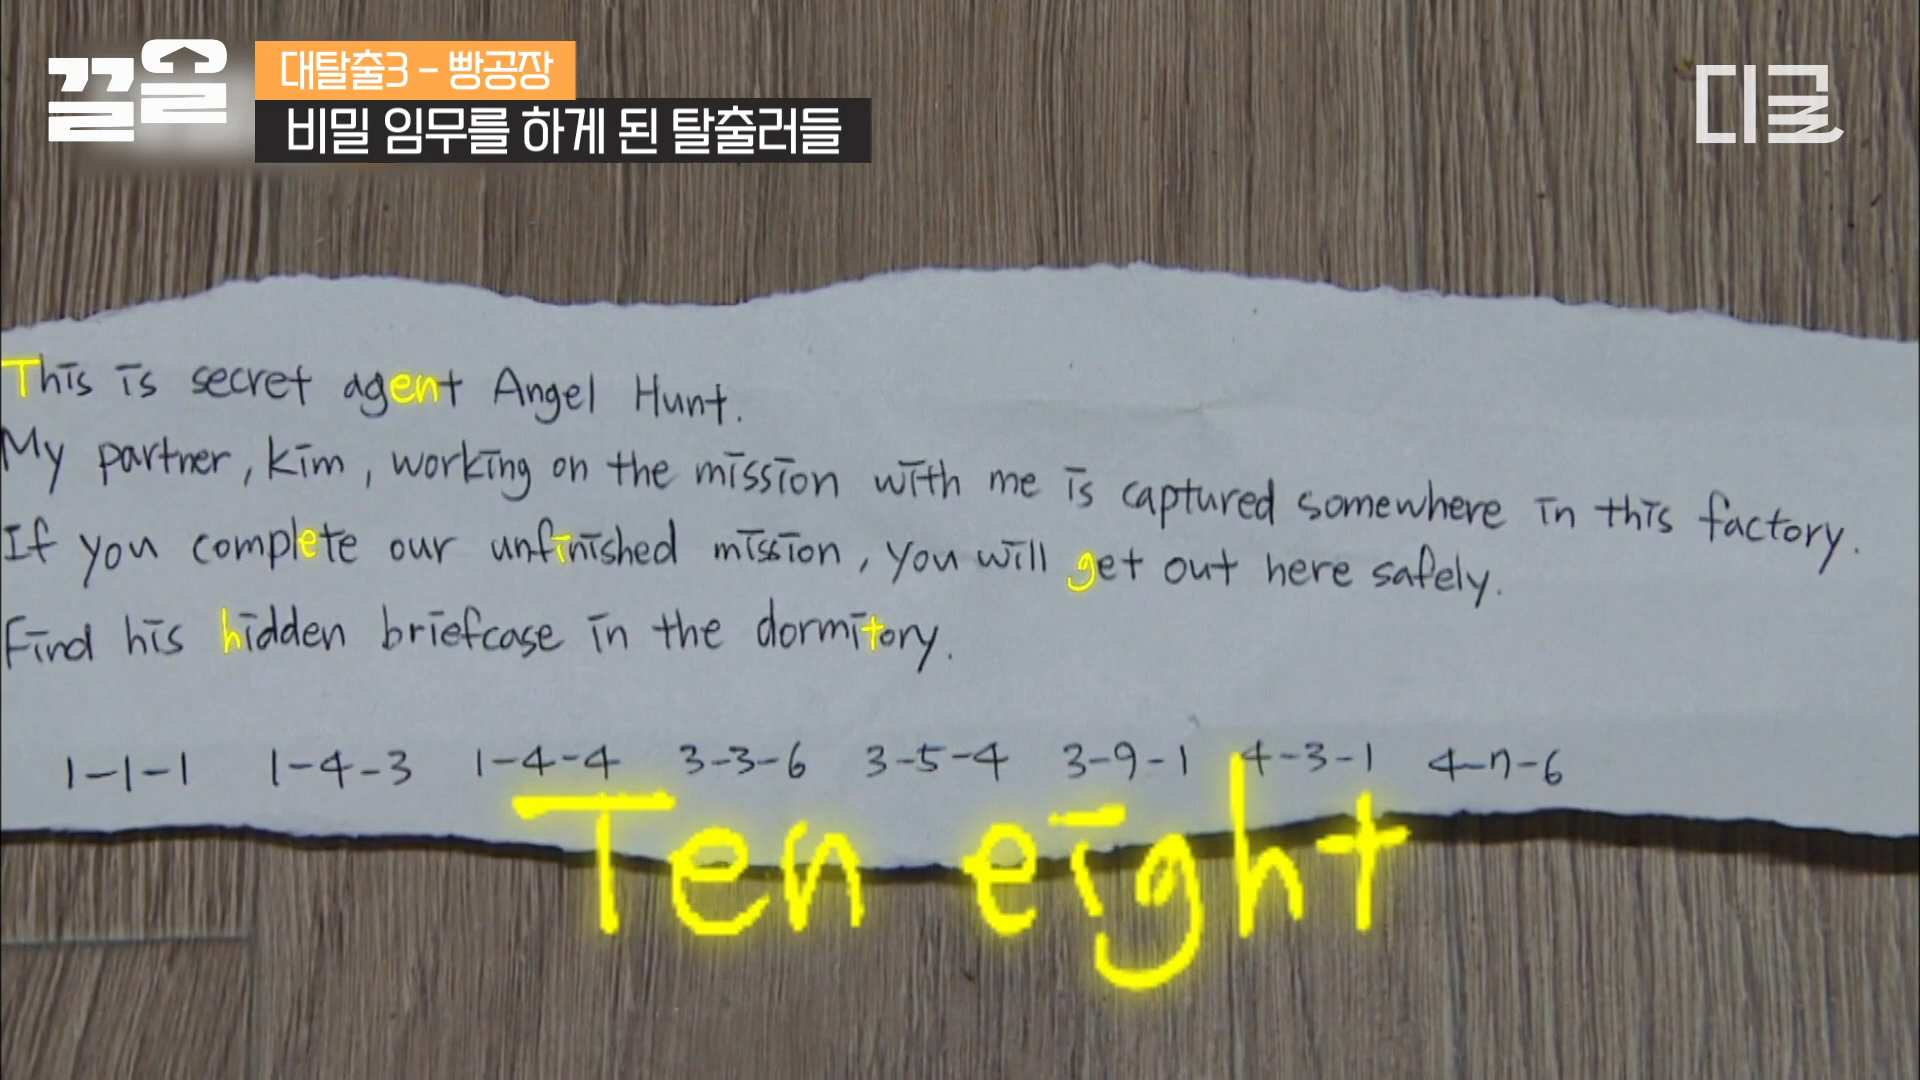 끌올
대탈출3 - 빵공장
비밀 임무를 하게 된 탈출러들
디글
This is secret agent Angel Hunt.
My partner, kim, working on the mission with me is captured somewhere in this factory.
If you complete our unfinished mission, you will get out here safely.
Find his hidden briefcase in the dormitory.
1-1-1 1-4-3 1-4-4 3-3-6 3-5-4 3-9-1 4-3-1 4-7-6
Ten eight